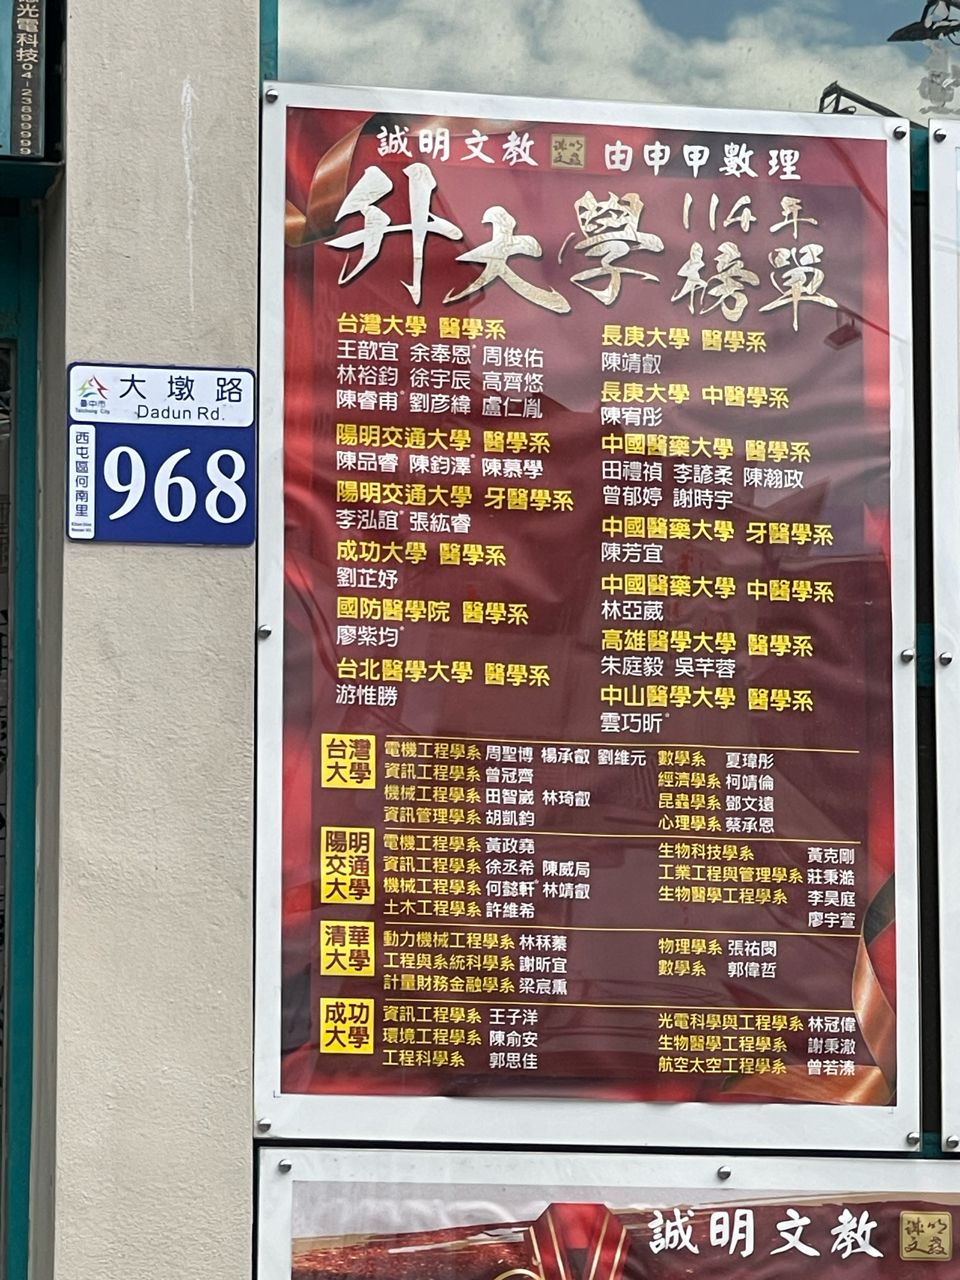 光電科技04-23899999
大墩路
臺中市
Taichung City
Dadun Rd.
西屯區何南里
968
誠明文教 誠明文教 由申甲數理
升大學 114年
榜單
台灣大學 醫學系
王歆宜 余奉恩* 周俊佑
林裕鈞 徐宇辰 高齊悠
陳睿甫* 劉彥緯 盧仁胤
陽明交通大學 醫學系
陳品睿 陳鈞澤* 陳慕學
陽明交通大學 牙醫學系
李泓誼* 張紘睿
成功大學 醫學系
劉芷妤
國防醫學院 醫學系
廖紫均*
台北醫學大學 醫學系
游惟勝
長庚大學 醫學系
陳靖叡
長庚大學 中醫學系
陳宥彤
中國醫藥大學 醫學系
田禮禎 李諺柔 陳瀚政
曾郁婷 謝時宇
中國醫藥大學 牙醫學系
陳芳宜
中國醫藥大學 中醫學系
林亞葳
高雄醫學大學 醫學系
朱庭毅 吳芊蓉
中山醫學大學 醫學系
雲巧昕*
台灣大學
電機工程學系 周聖博 楊承叡 劉維元
資訊工程學系 曾冠齊
機械工程學系 田智崴 林琦叡
資訊管理學系 胡凱鈞
數學系 夏瑋彤
經濟學系 柯靖倫
昆蟲學系 鄧文遠
心理學系 蔡承恩
陽明交通大學
電機工程學系 黃政堯
資訊工程學系 徐丞希 陳威局
機械工程學系 何懿軒* 林靖叡
土木工程學系 許維希
生物科技學系 黃克剛
工業工程與管理學系 莊秉澔
生物醫學工程學系 李昊庭
廖宇萱
清華大學
動力機械工程學系 林秝蓁
工程與系統科學系 謝昕宜
計量財務金融學系 梁宸熏
物理學系 張祐閔
數學系 郭偉哲
成功大學
資訊工程學系 王子洋
環境工程學系 陳俞安
工程科學系 郭思佳
光電科學與工程學系 林冠偉
生物醫學工程學系 謝秉澈
航空太空工程學系 曾若溱
誠明文教 誠明文教